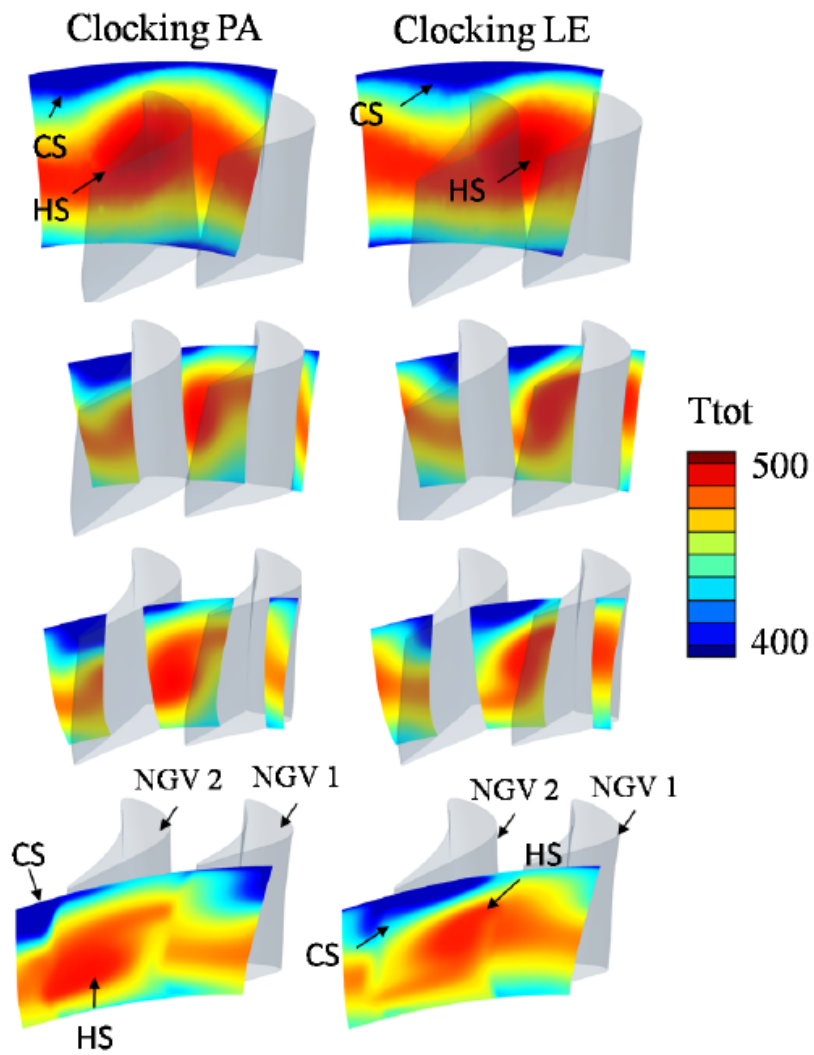 Clocking PA
Clocking LE
CS
HS
CS
HS
Ttot
500
400
NGV 2
NGV 1
CS
HS
NGV 2
NGV 1
HS
CS